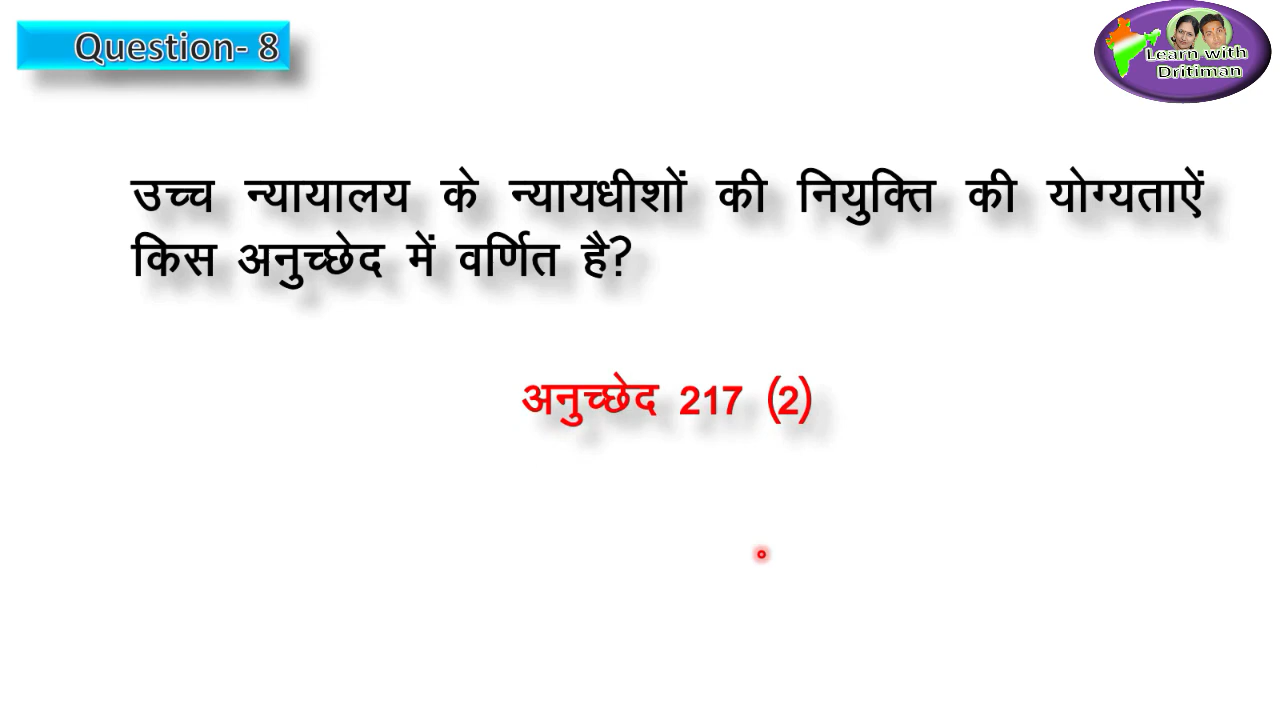 Question- 8
Learn with
Dritiman
उच्च न्यायालय के न्यायधीशों की नियुक्ति की योग्यताऐं
किस अनुच्छेद में वर्णित है?
अनुच्छेद 217 (2)